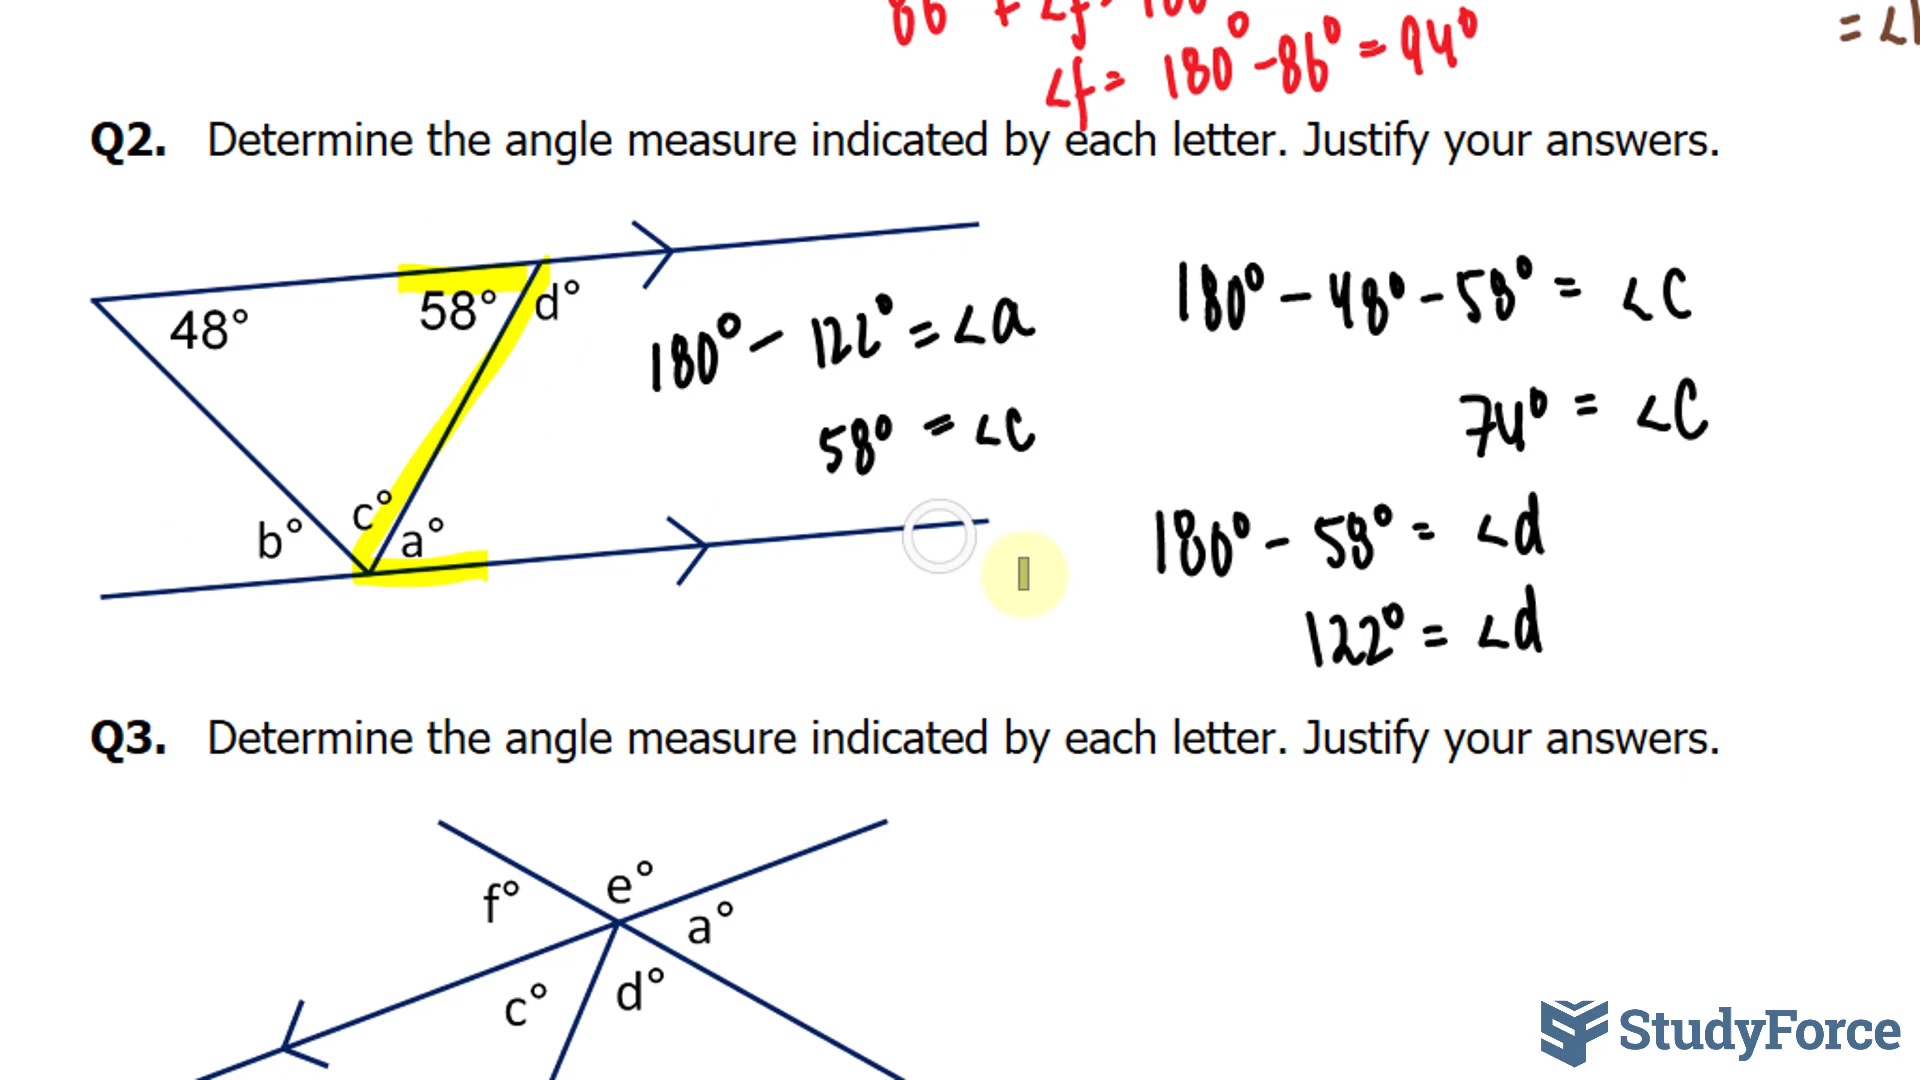 86 + ∠f = 180
∠f = 180° - 86° = 94°
= ∠
Q2. Determine the angle measure indicated by each letter. Justify your answers.
48°
58°
d°
b°
c°
a°
180° - 122° = ∠a
58° = ∠c
180° - 48° - 58° = ∠C
74° = ∠C
180° - 58° = ∠d
122° = ∠d
Q3. Determine the angle measure indicated by each letter. Justify your answers.
f°
e°
a°
c°
d°
StudyForce